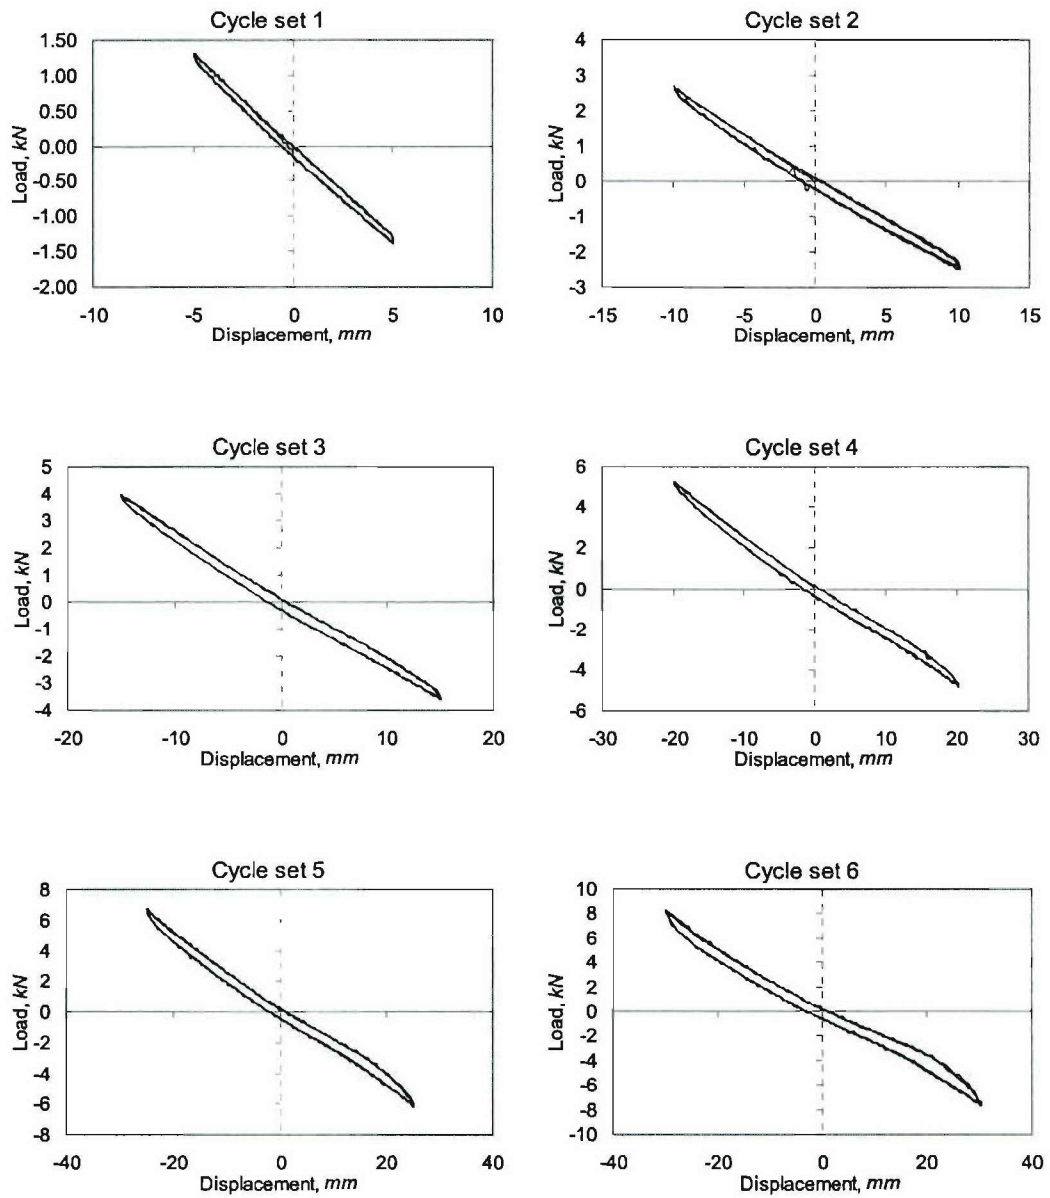 Cycle set 1
1.50
1.00
0.50
0.00
-0.50
-1.00
-1.50
-2.00
Load, kN
-10 -5 0 5 10
Displacement, mm
Cycle set 2
4
3
2
1
0
-1
-2
-3
Load, kN
-15 -10 -5 0 5 10 15
Displacement, mm
Cycle set 3
5
4
3
2
1
0
-1
-2
-3
-4
Load, kN
-20 -10 0 10 20
Displacement, mm
Cycle set 4
6
4
2
0
-2
-4
-6
Load, kN
-30 -20 -10 0 10 20 30
Displacement, mm
Cycle set 5
8
6
4
2
0
-2
-4
-6
-8
Load, kN
-40 -20 0 20 40
Displacement, mm
Cycle set 6
10
8
6
4
2
0
-2
-4
-6
-8
-10
Load, kN
-40 -20 0 20 40
Displacement, mm